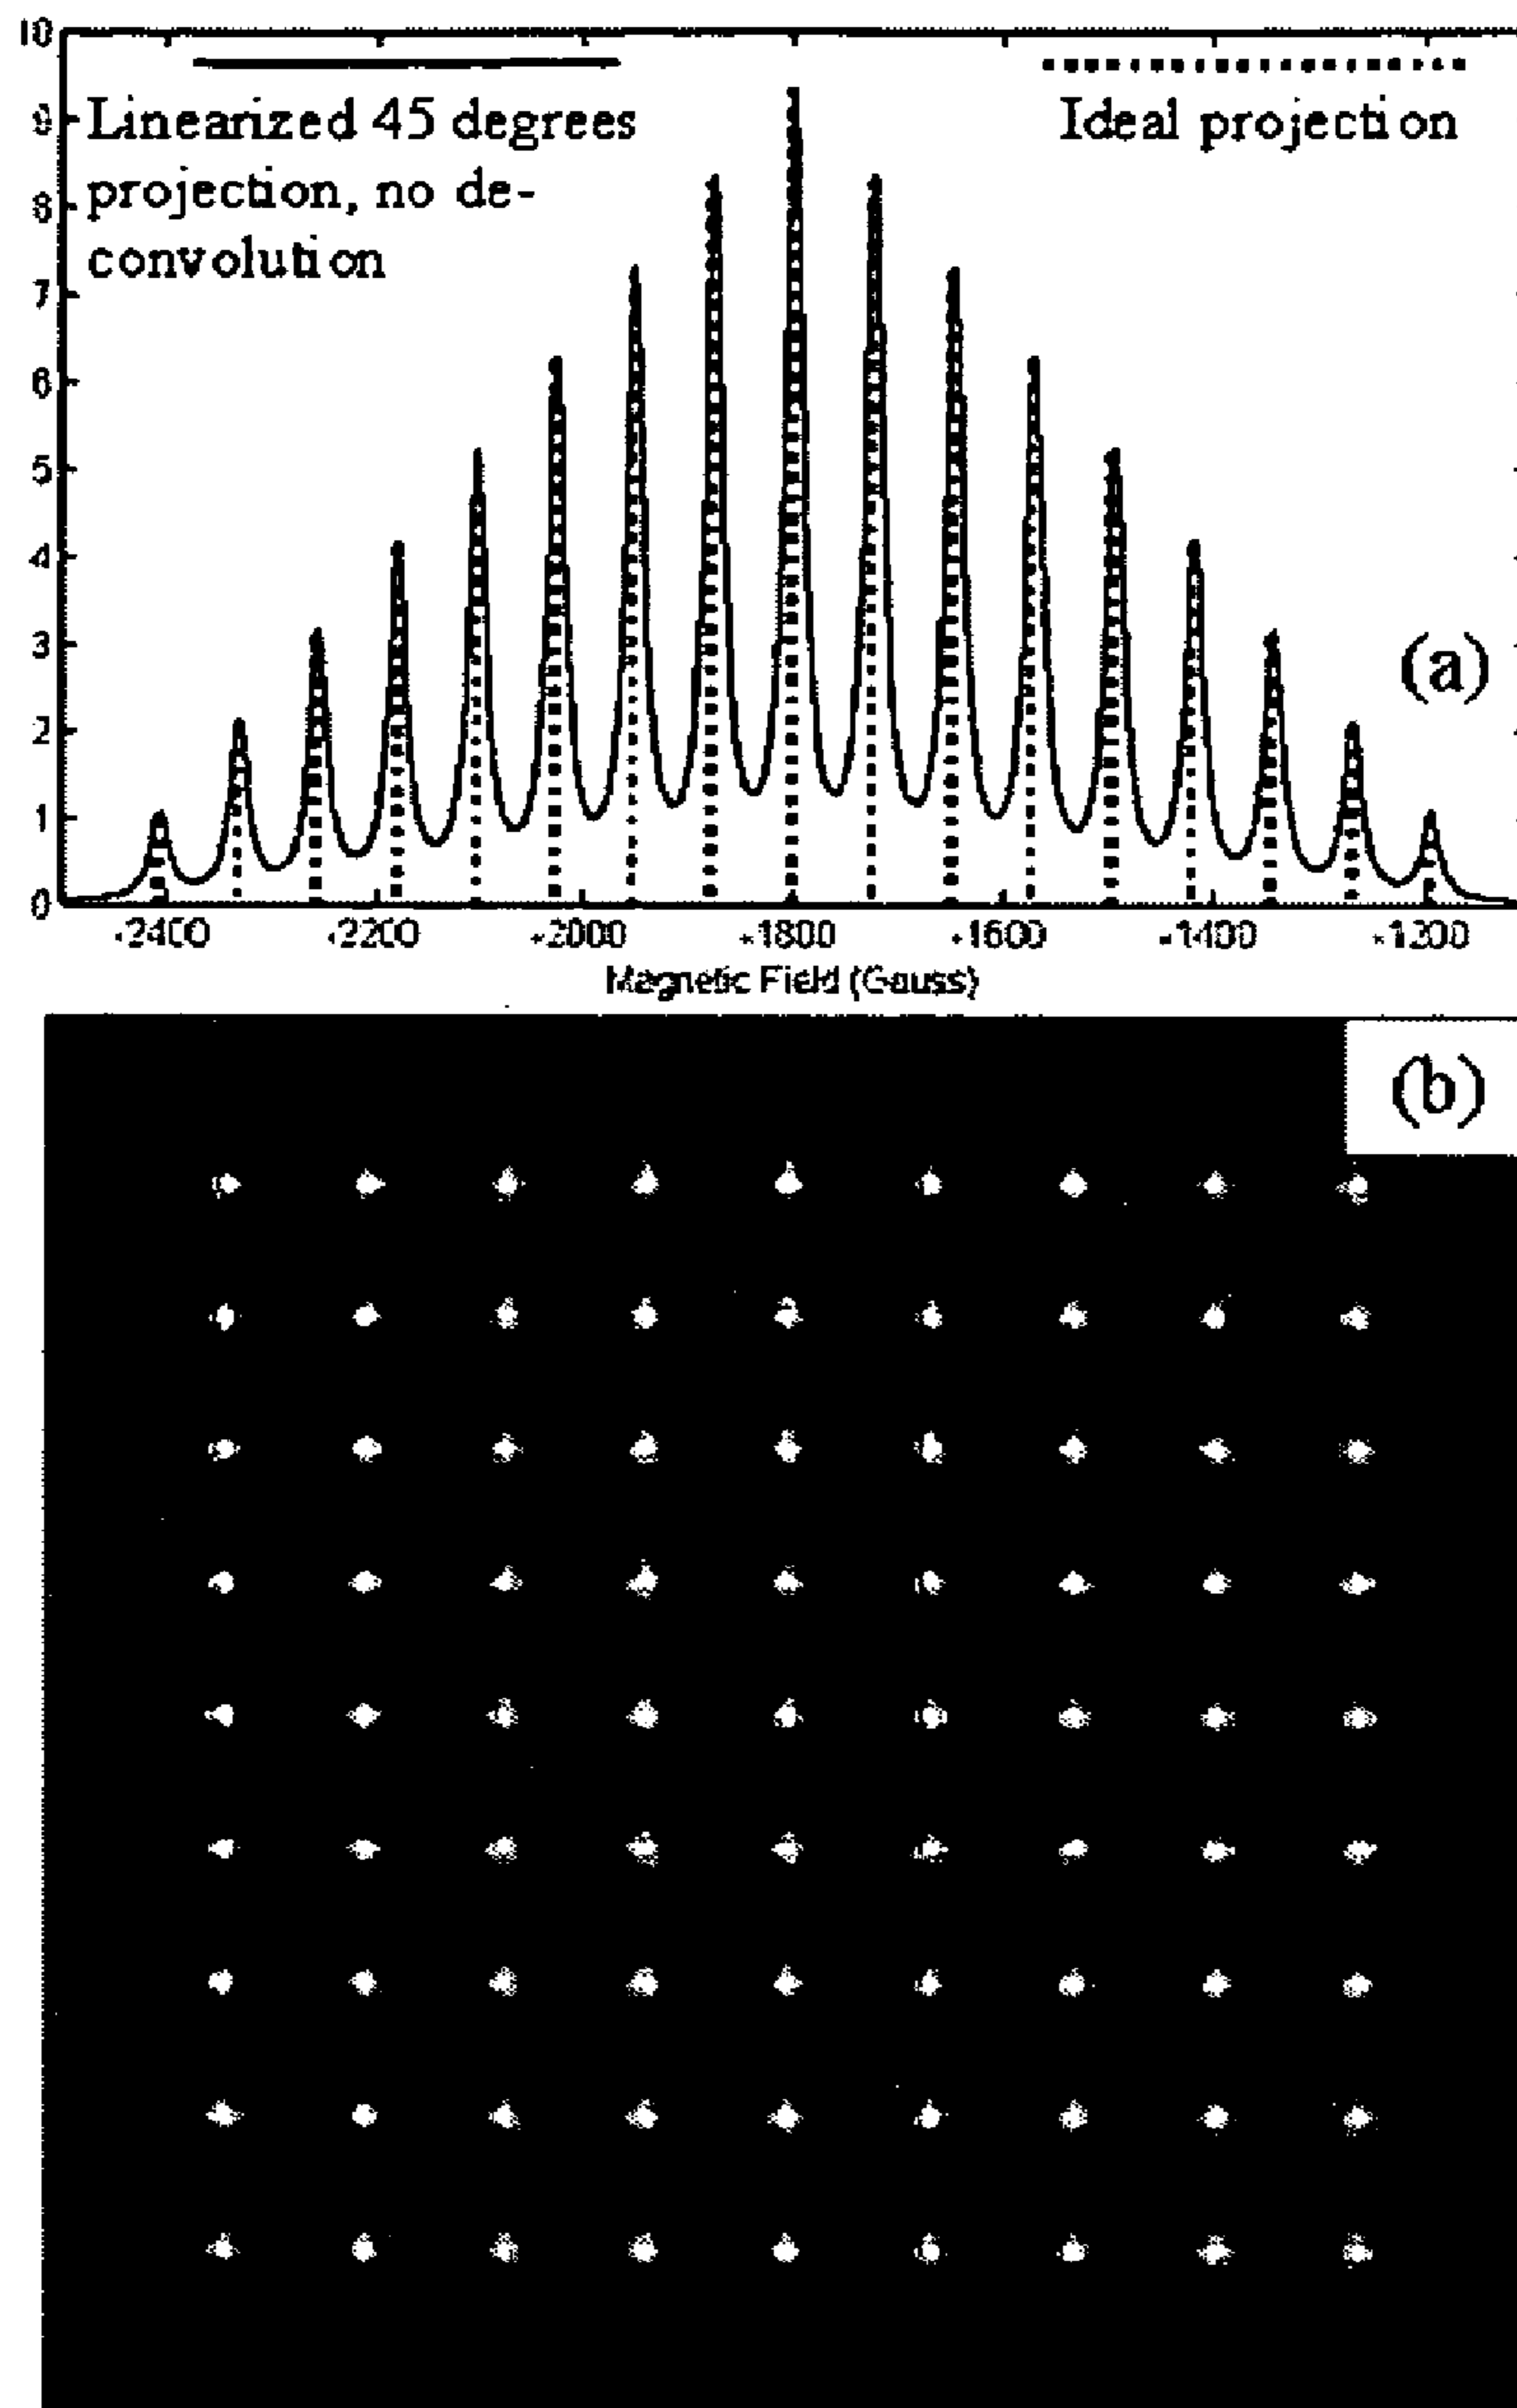 10
Linearized 45 degrees
projection, no de-
convolution
Ideal projection
9
8
7
6
5
4
3
2
1
0
(a)
-2400 -2200 -2000 -1800 -1600 -1400 -1200
Magnetic Field (Gauss)
(b)